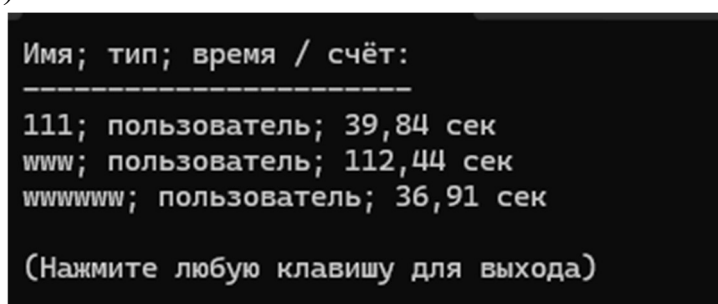 Имя; тип; время / счёт:
-----------------------
111; пользователь; 39,84 сек
www; пользователь; 112,44 сек
wwwwww; пользователь; 36,91 сек
(Нажмите любую клавишу для выхода)